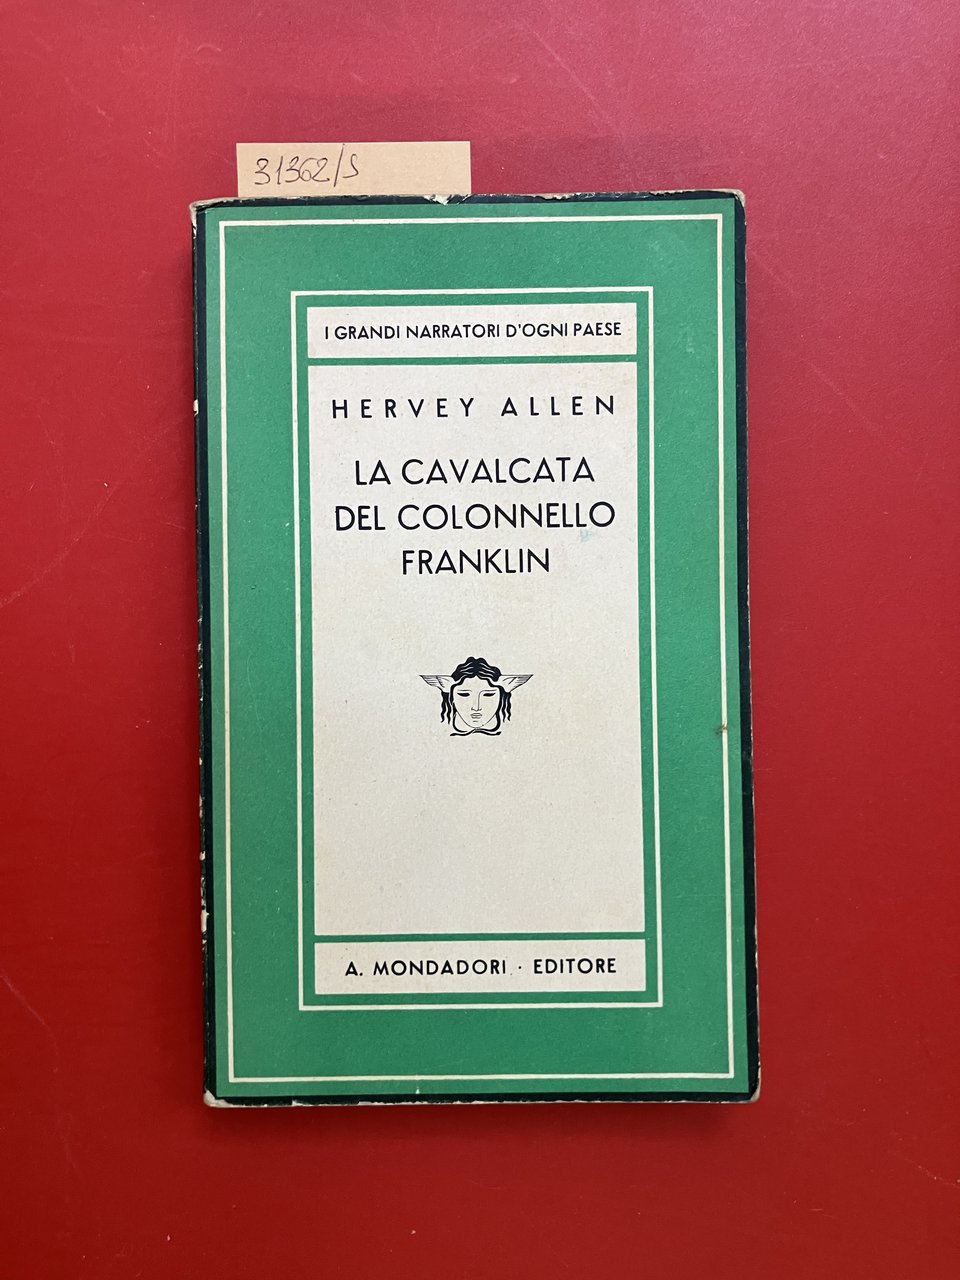 31362/S
I GRANDI NARRATORI D'OGNI PAESE
HERVEY ALLEN
LA CAVALCATA
DEL COLONNELLO
FRANKLIN
A. MONDADORI · EDITORE